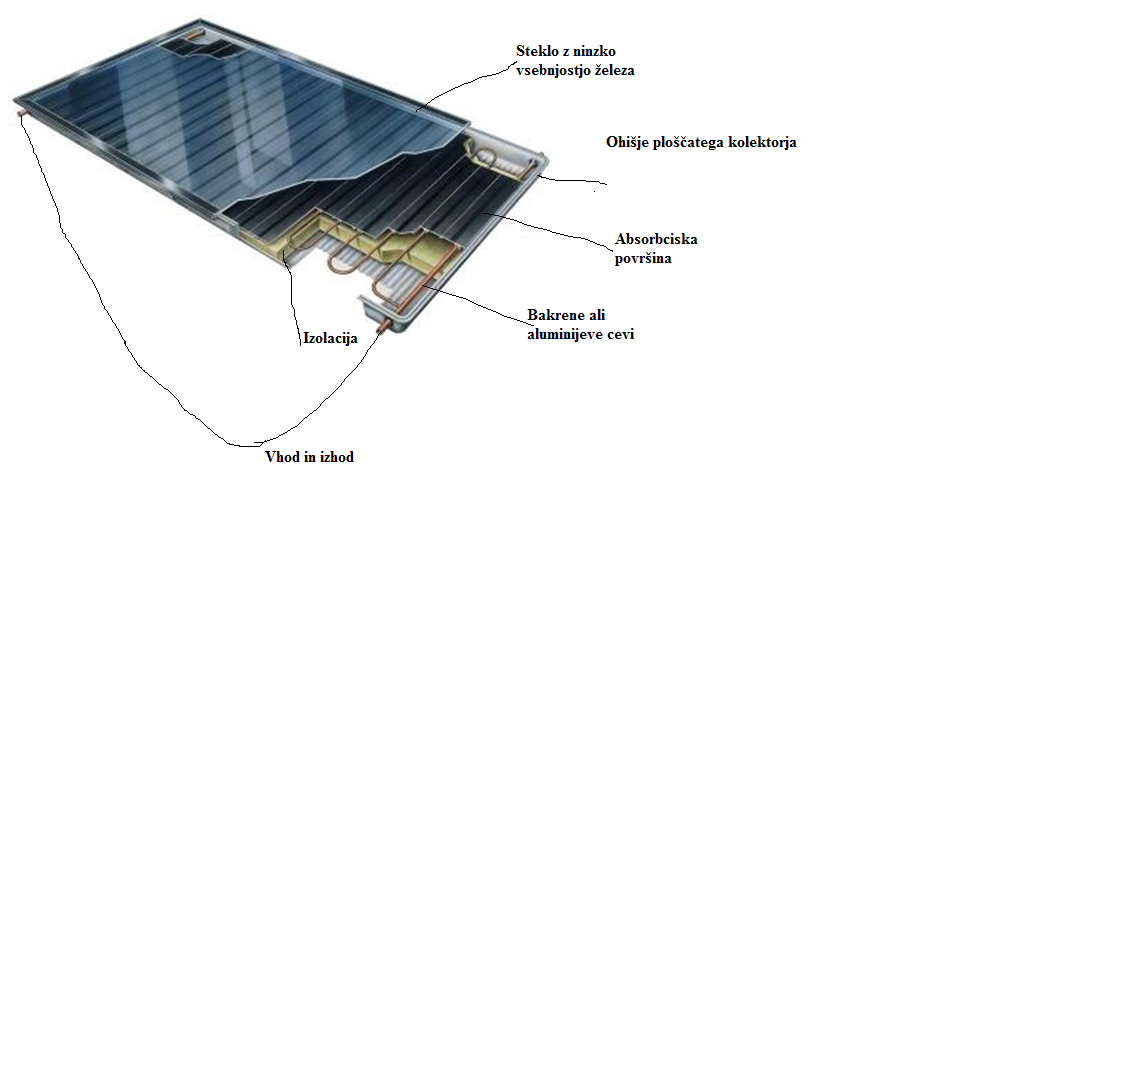 Steklo z ninzko
vsebnjostjo železa
Ohišje ploščatega kolektorja
Absorbciska
površina
Bakrene ali
aluminijeve cevi
Izolacija
Vhod in izhod